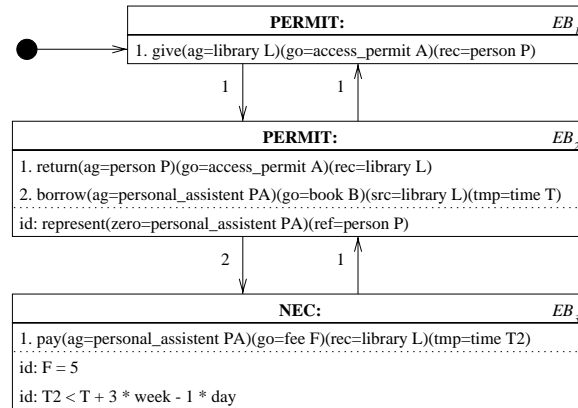 PERMIT: EB1
1. give(ag=library L)(go=access_permit A)(rec=person P)
1 1
PERMIT: EB2
1. return(ag=person P)(go=access_permit A)(rec=library L)
2. borrow(ag=personal_assistent PA)(go=book B)(src=library L)(tmp=time T)
id: represent(zero=personal_assistent PA)(ref=person P)
2 1
NEC: EB3
1. pay(ag=personal_assistent PA)(go=fee F)(rec=library L)(tmp=time T2)
id: F = 5
id: T2 < T + 3 * week - 1 * day